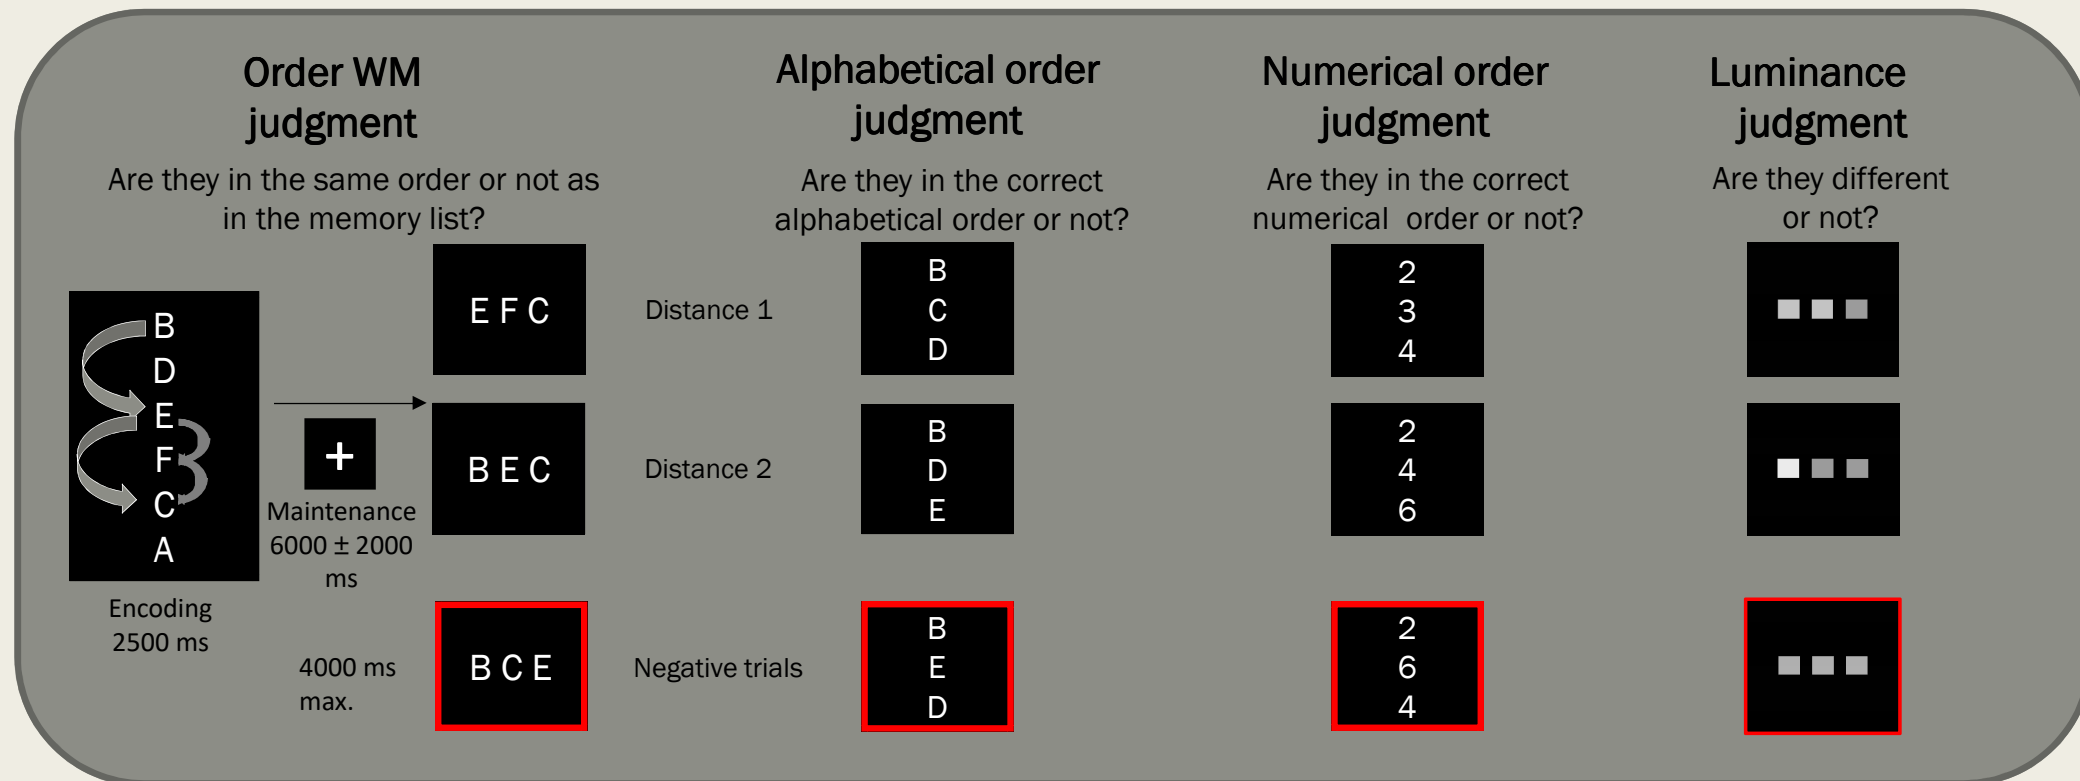 Order WM
judgment
Are they in the same order or not as
in the memory list?
B
D
E
F
C
A
Encoding
2500 ms
+
Maintenance
6000 ± 2000
ms
4000 ms
max.
E F C
B E C
B C E
Distance 1
Distance 2
Negative trials
Alphabetical order
judgment
Are they in the correct
alphabetical order or not?
B
C
D
B
D
E
B
E
D
Numerical order
judgment
Are they in the correct
numerical order or not?
2
3
4
2
4
6
2
6
4
Luminance
judgment
Are they different
or not?